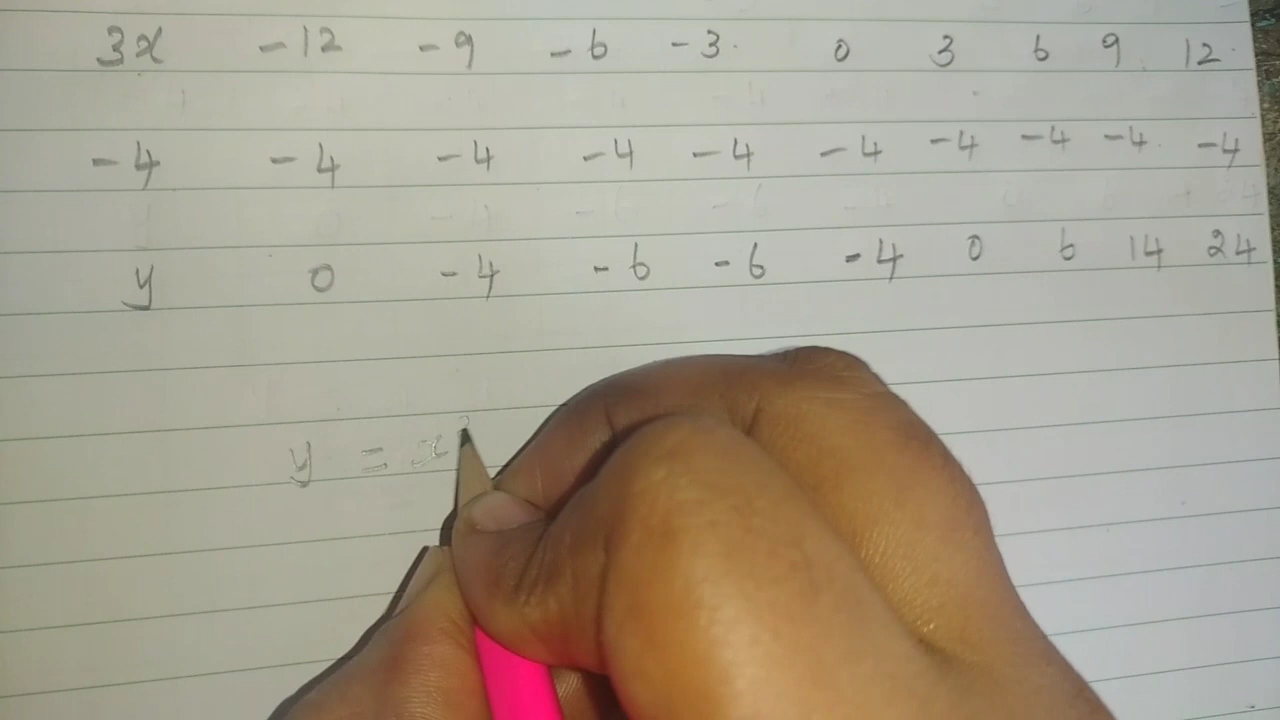 3x -12 -9 -6 -3 0 3 6 9 12
-4 -4 -4 -4 -4 -4 -4 -4 -4 -4
y 0 -4 -6 -6 -4 0 6 14 24
y = x